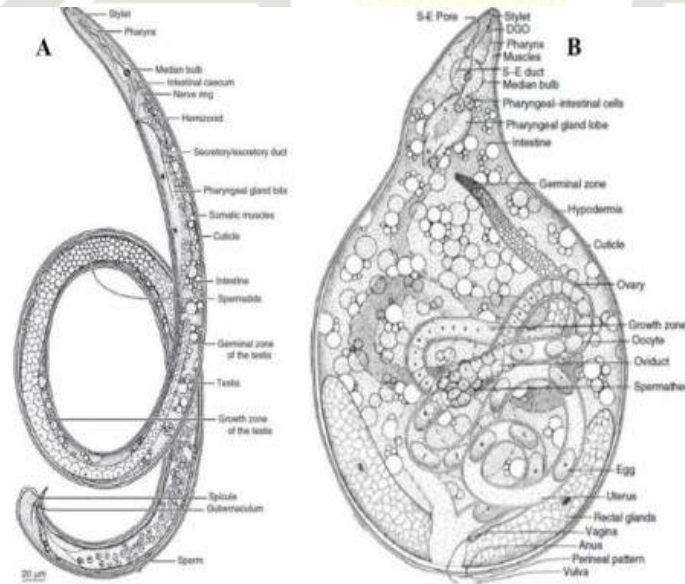 Stylet
Pharynx
A
Median bulb
Intestinal caecum
Nerve ring
Hemizonid
Secretory/excretory duct
Pharyngeal gland lobe
Somatic muscles
Cuticle
Intestine
Spermatids
Germinal zone
of the testis
Testis
Growth zone
of the testis
Spicule
Gubernaculum
Sperm
20 µm
S-E Pore
Stylet
DGO
B
Pharynx
Muscles
S-E duct
Median bulb
Pharyngeal-intestinal cells
Pharyngeal gland lobe
Intestine
Germinal zone
Hypodermis
Cuticle
Ovary
Growth zone
Oocyte
Oviduct
Spermathec
Egg
Uterus
Rectal glands
Vagina
Anus
Perineal pattern
Vulva